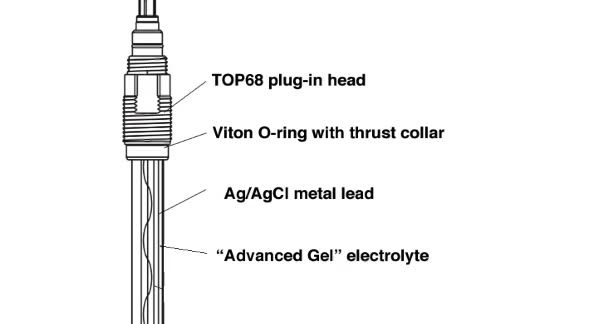 TOP68 plug-in head
Viton O-ring with thrust collar
Ag/AgCl metal lead
“Advanced Gel” electrolyte